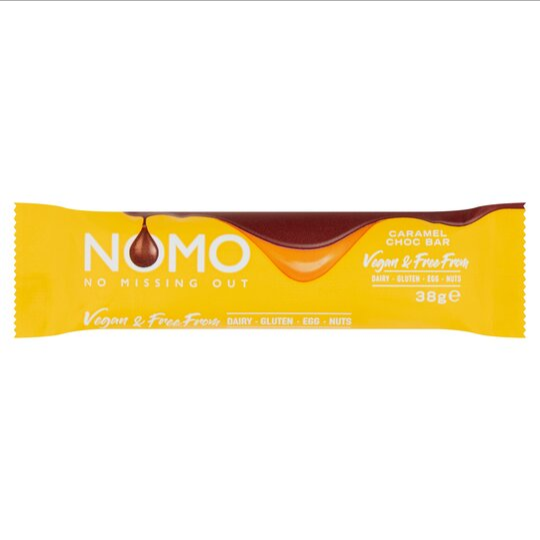 NOMO
NO MISSING OUT
CARAMEL
CHOC BAR
Vegan & Free From
DAIRY · GLUTEN · EGG · NUTS
38g℮
Vegan & Free From DAIRY · GLUTEN · EGG · NUTS